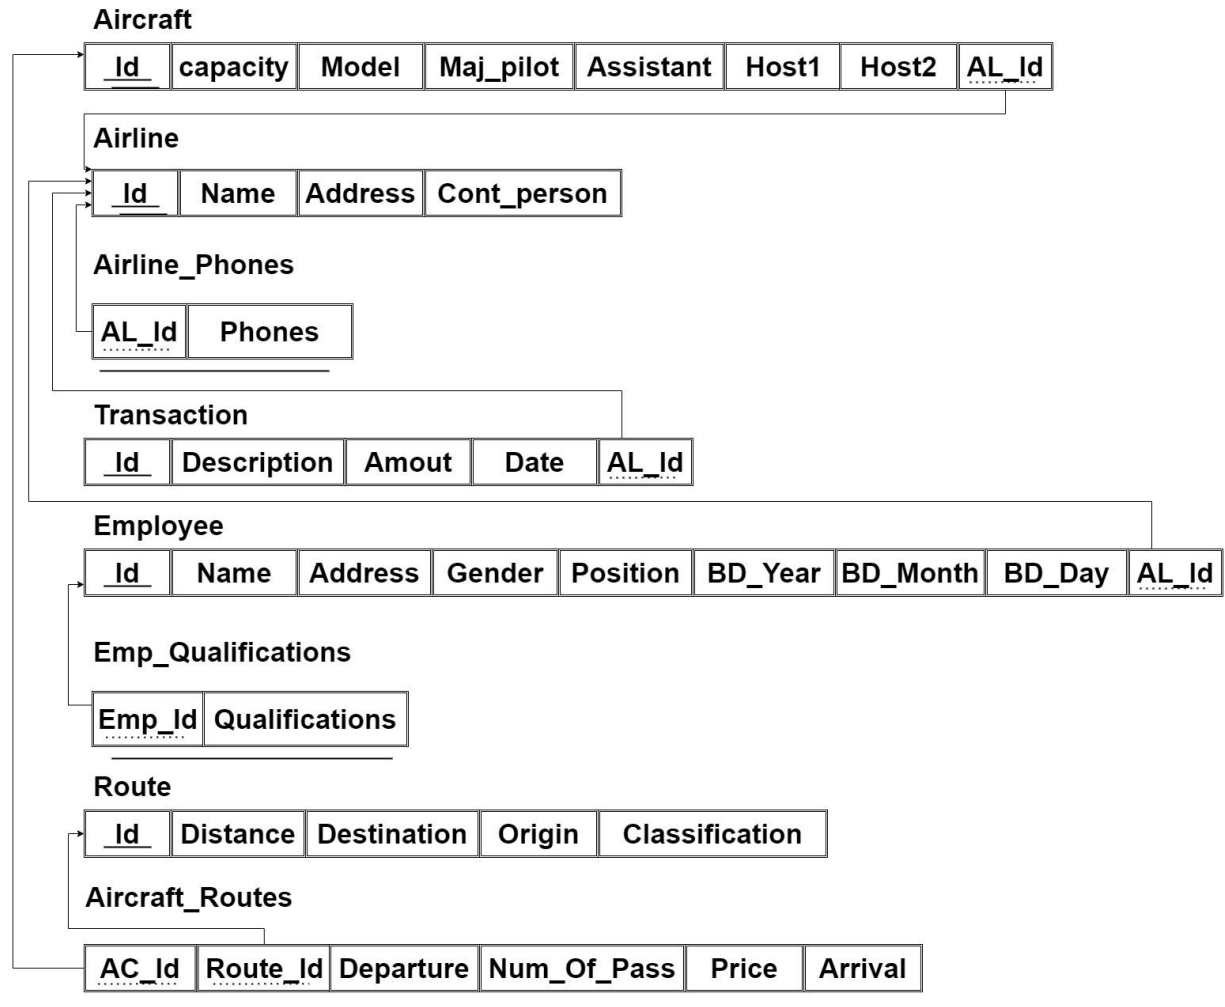 Aircraft
Id capacity Model Maj_pilot Assistant Host1 Host2 AL_Id
Airline
Id Name Address Cont_person
Airline_Phones
AL_Id Phones
Transaction
Id Description Amout Date AL_Id
Employee
Id Name Address Gender Position BD_Year BD_Month BD_Day AL_Id
Emp_Qualifications
Emp_Id Qualifications
Route
Id Distance Destination Origin Classification
Aircraft_Routes
AC_Id Route_Id Departure Num_Of_Pass Price Arrival